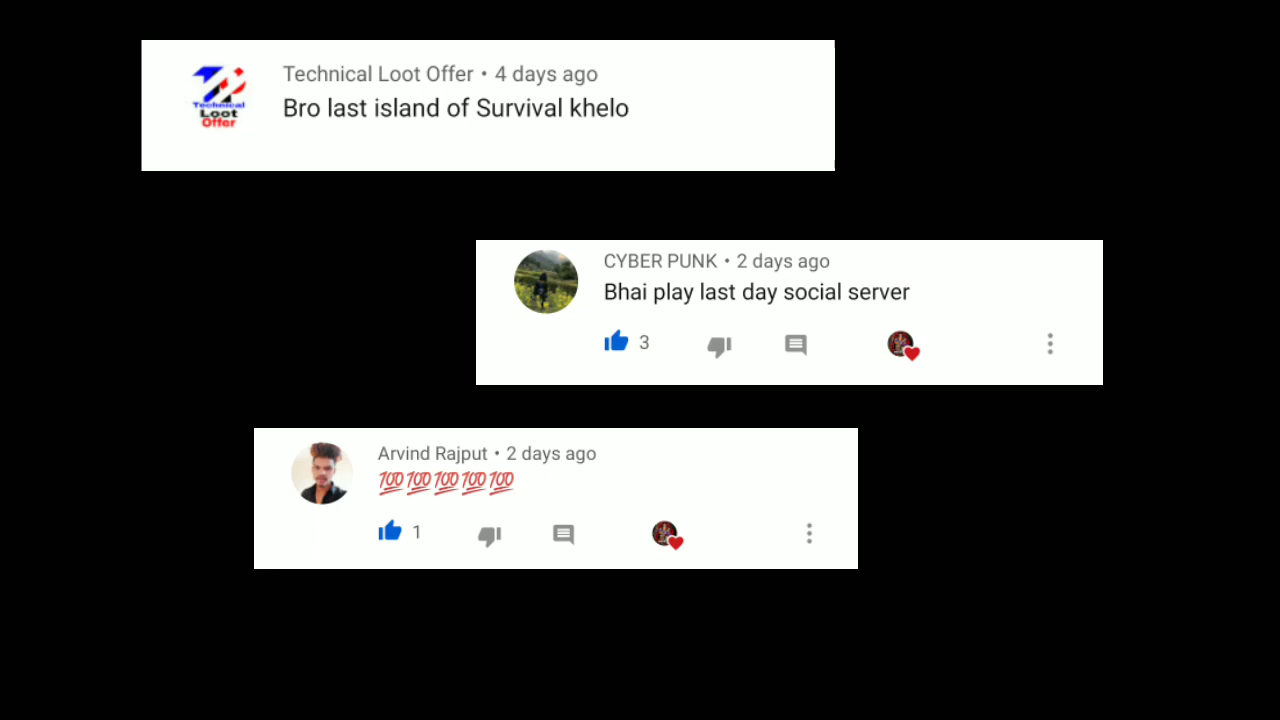 Technical Loot Offer • 4 days ago
Bro last island of Survival khelo
Technical
Loot
Offer
CYBER PUNK • 2 days ago
Bhai play last day social server
3
Arvind Rajput • 2 days ago
💯💯💯💯💯
1